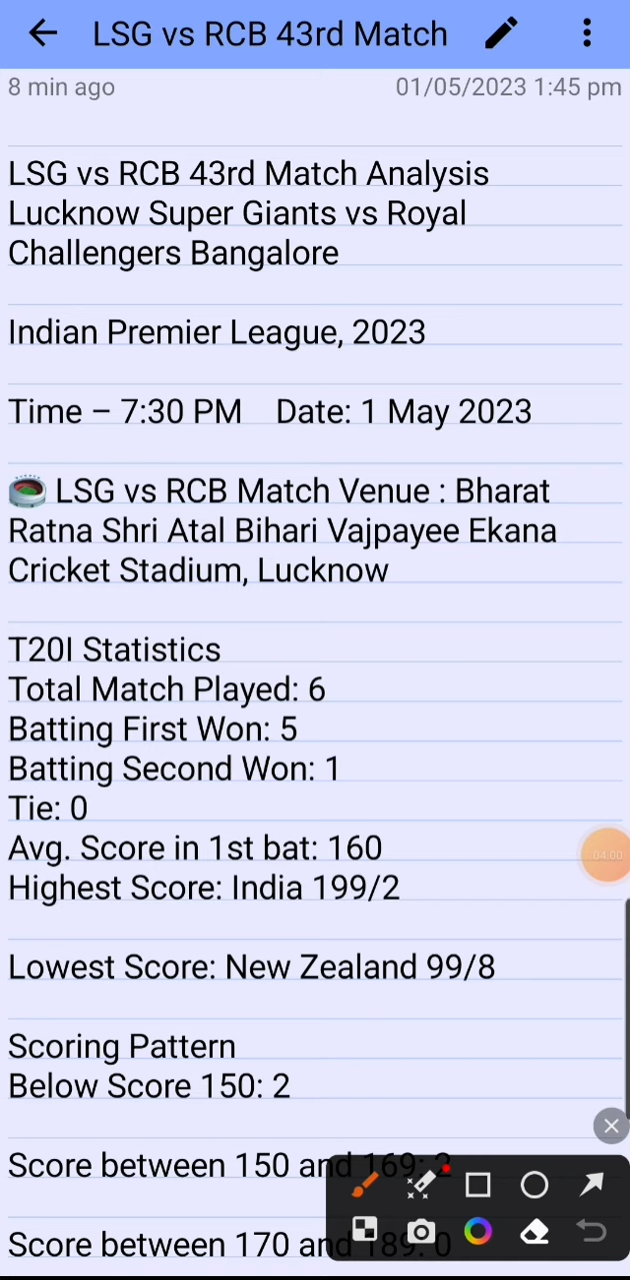 LSG vs RCB 43rd Match
8 min ago 01/05/2023 1:45 pm
LSG vs RCB 43rd Match Analysis
Lucknow Super Giants vs Royal
Challengers Bangalore
Indian Premier League, 2023
Time – 7:30 PM Date: 1 May 2023
LSG vs RCB Match Venue : Bharat
Ratna Shri Atal Bihari Vajpayee Ekana
Cricket Stadium, Lucknow
T20I Statistics
Total Match Played: 6
Batting First Won: 5
Batting Second Won: 1
Tie: 0
Avg. Score in 1st bat: 160
04:00
Highest Score: India 199/2
Lowest Score: New Zealand 99/8
Scoring Pattern
Below Score 150: 2
Score between 150 and 169:
Score between 170 and 189: 0